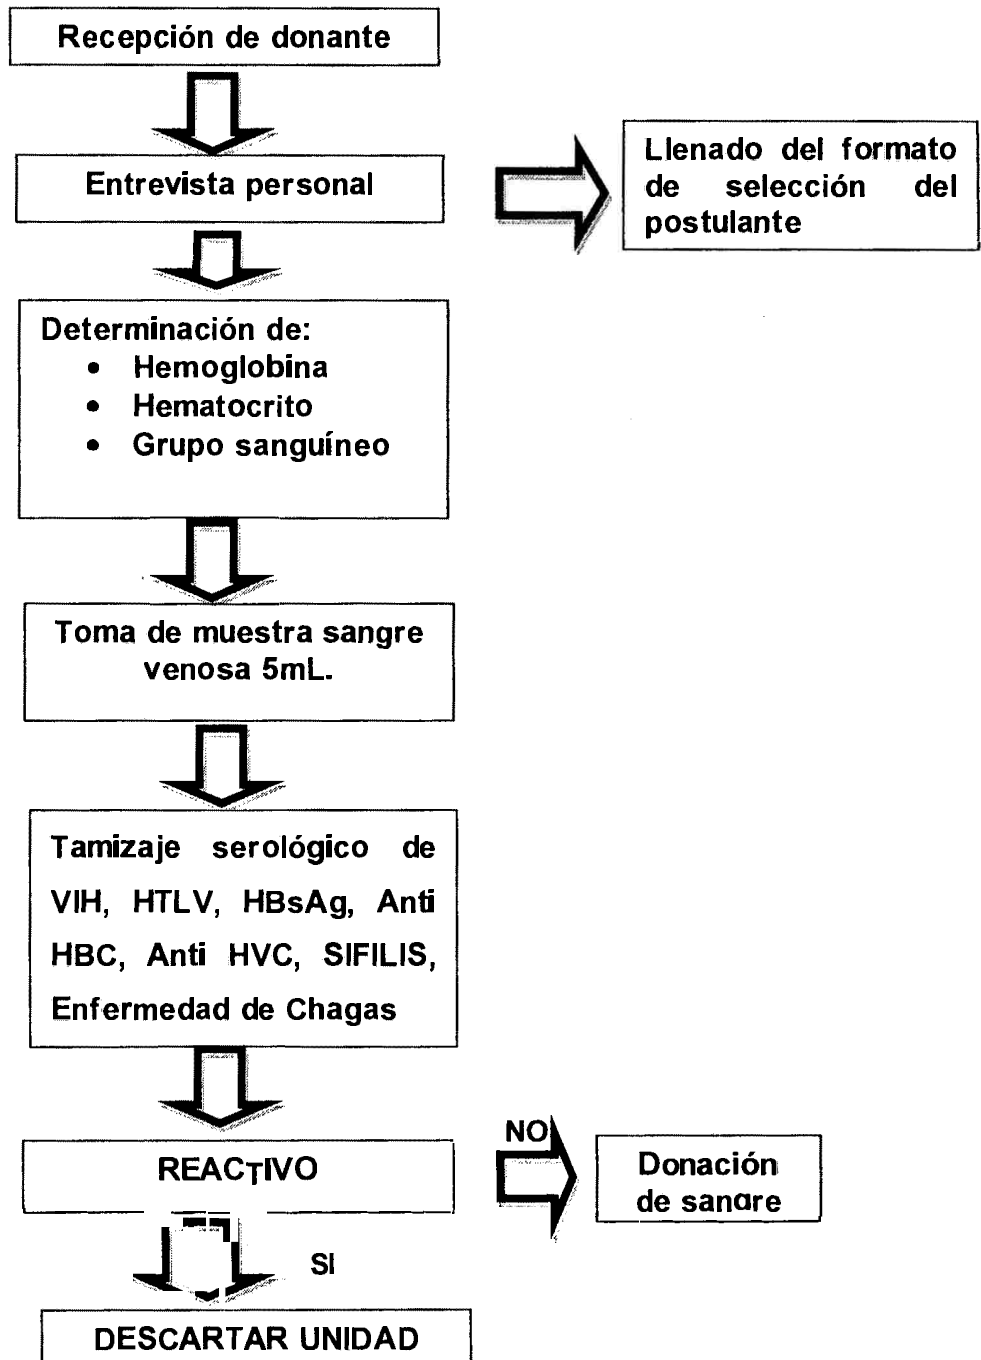 Recepción de donante
Entrevista personal
Llenado del formato
de selección del
postulante
Determinación de:
• Hemoglobina
• Hematocrito
• Grupo sanguíneo
Toma de muestra sangre
venosa 5mL.
Tamizaje serológico de
VIH, HTLV, HBsAg, Anti
HBC, Anti HVC, SIFILIS,
Enfermedad de Chagas
REACTIVO
NO
Donación
de sangre
SI
DESCARTAR UNIDAD